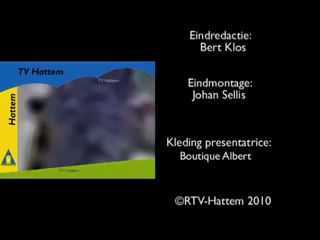 TV Hattem
TV Hattem
Hattem
TV Hattem
Eindredactie:
Bert Klos
Eindmontage:
Johan Sellis
Kleding presentatrice:
Boutique Albert
©RTV-Hattem 2010